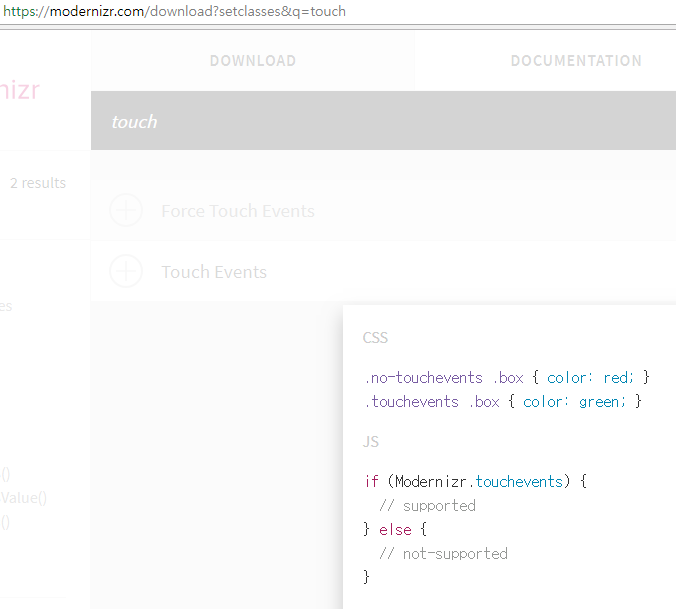 https://modernizr.com/download?setclasses&q=touch
DOWNLOAD
DOCUMENTATION
nizr
touch
2 results
Force Touch Events
Touch Events
es
()
Value()
()
CSS
.no-touchevents .box { color: red; }
.touchevents .box { color: green; }
JS
if (Modernizr.touchevents) {
// supported
} else {
// not-supported
}